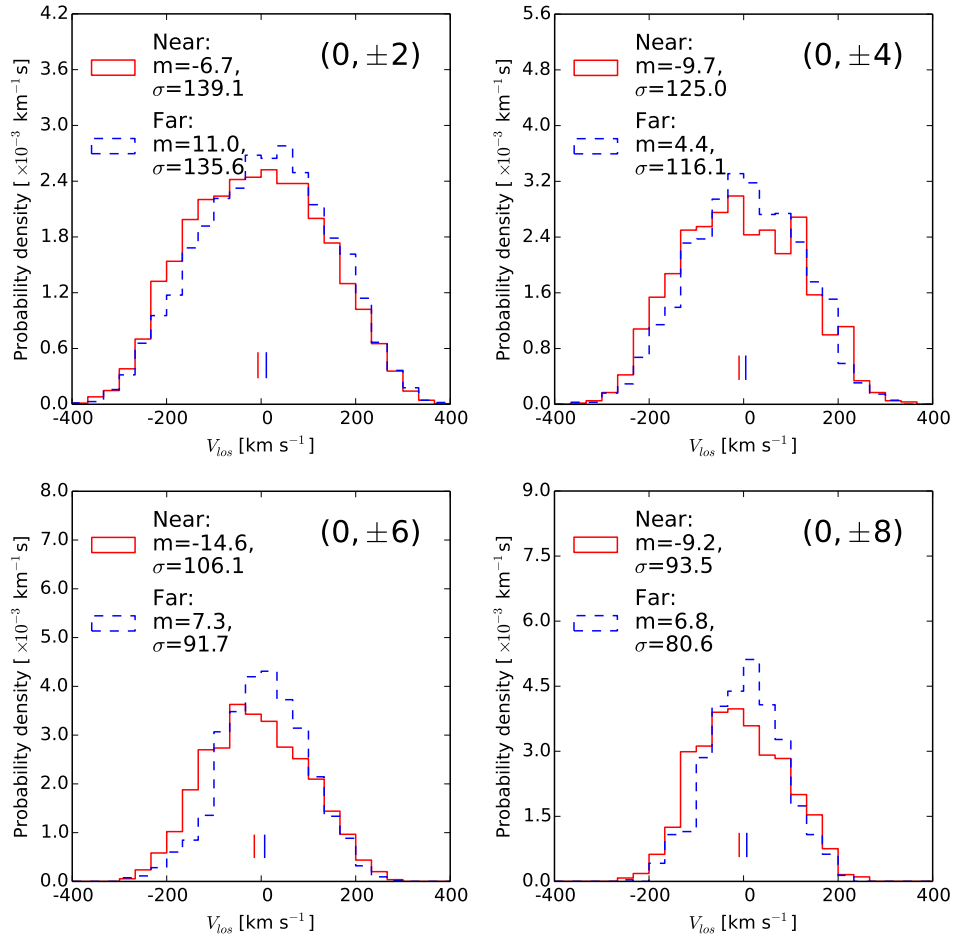 4.2
3.6
3.0
2.4
1.8
1.2
0.6
0.0
Probability density [ ×10⁻³ km⁻¹ s]
Near:
m=-6.7,
σ=139.1
Far:
m=11.0,
σ=135.6
(0, ±2)
-400 -200 0 200 400
V_los [km s⁻¹]
5.6
4.8
4.0
3.2
2.4
1.6
0.8
0.0
Probability density [ ×10⁻³ km⁻¹ s]
Near:
m=-9.7,
σ=125.0
Far:
m=4.4,
σ=116.1
(0, ±4)
-400 -200 0 200 400
V_los [km s⁻¹]
8.0
7.0
6.0
5.0
4.0
3.0
2.0
1.0
0.0
Probability density [ ×10⁻³ km⁻¹ s]
Near:
m=-14.6,
σ=106.1
Far:
m=7.3,
σ=91.7
(0, ±6)
-400 -200 0 200 400
V_los [km s⁻¹]
9.0
7.5
6.0
4.5
3.0
1.5
0.0
Probability density [ ×10⁻³ km⁻¹ s]
Near:
m=-9.2,
σ=93.5
Far:
m=6.8,
σ=80.6
(0, ±8)
-400 -200 0 200 400
V_los [km s⁻¹]